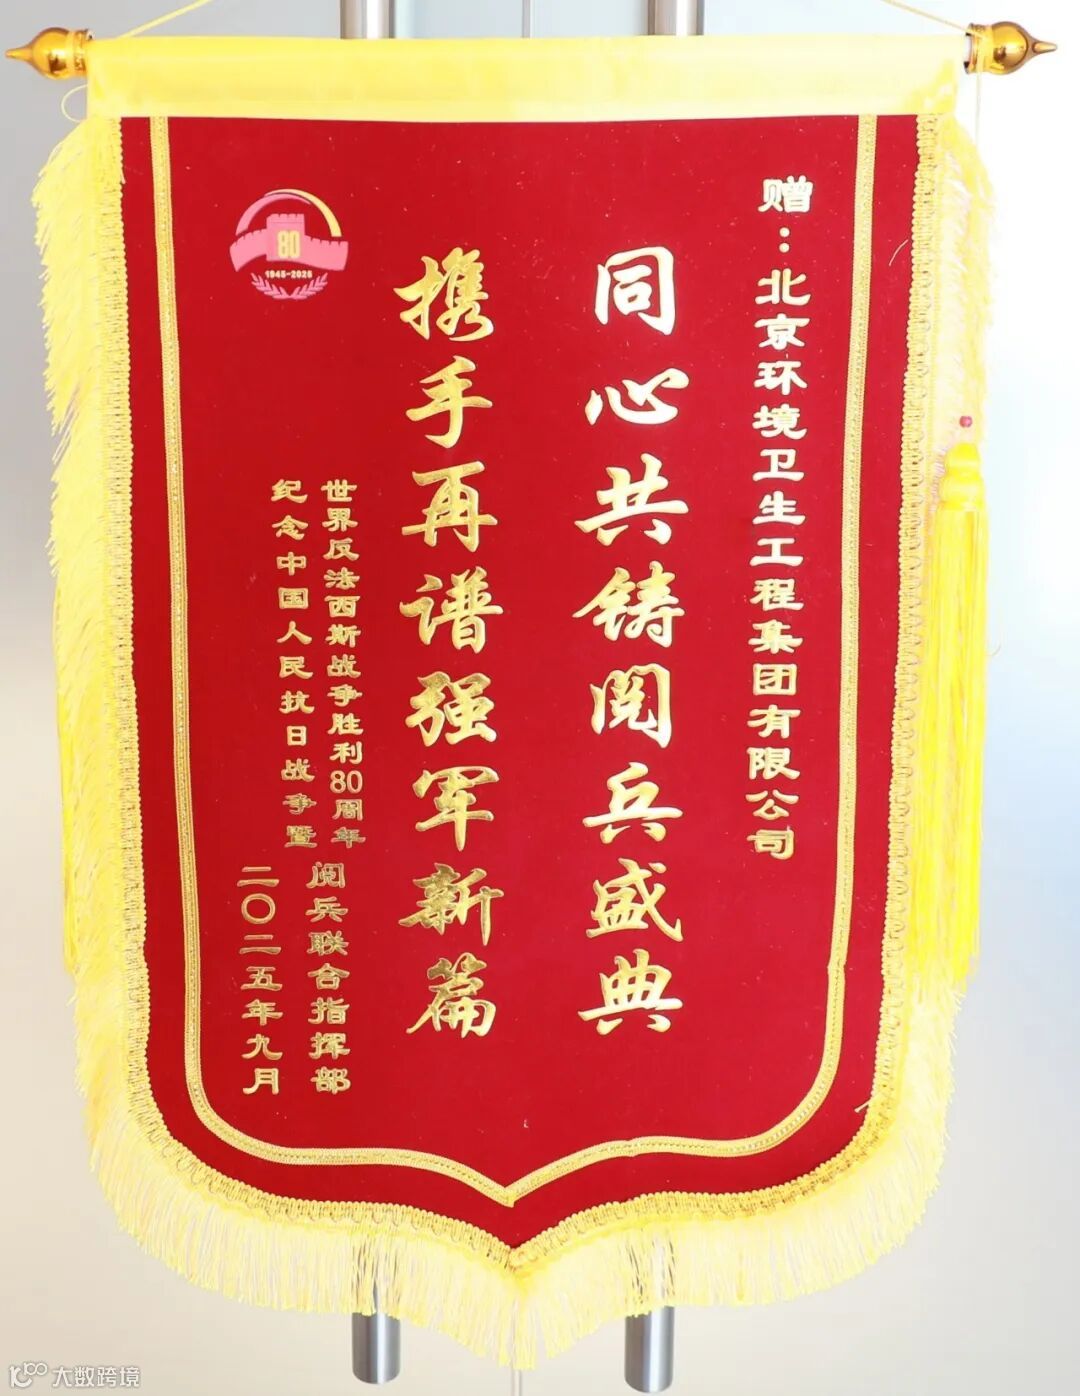 赠：北京环境卫生工程集团有限公司
同心共铸阅兵盛典
携手再谱强军新篇
纪念中国人民抗日战争暨
世界反法西斯战争胜利80周年
阅兵联合指挥部
二〇二五年九月
80
1945-2025
大数跨境